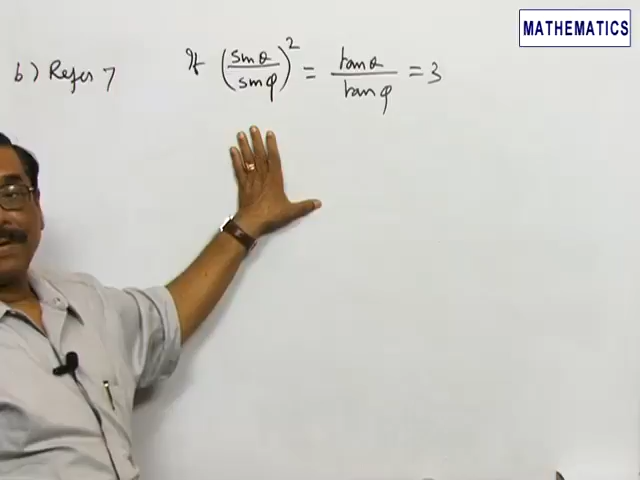 MATHEMATICS
b) Refer 7
If (sinθ/sinφ)² = tanθ/tanφ = 3